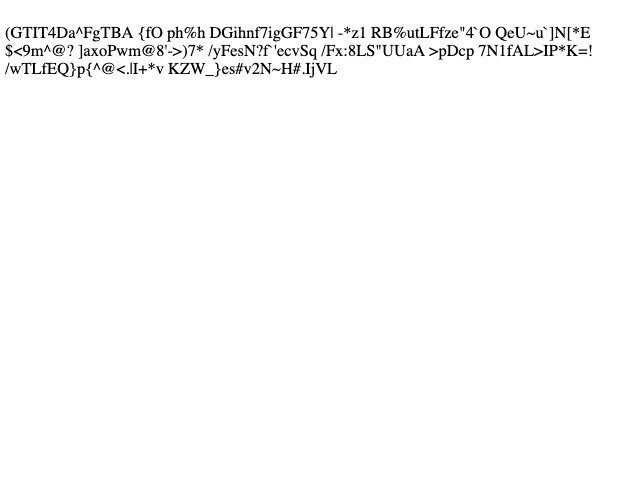 (GTIT4Da^FgTBA {fO ph%h DGihnf7igGF75Y| -*z1 RB%utLFfze"4`O QeU~u`]N[*E
$<9m^@? ]axoPwm@8'->)7* /yFesN?f`'ecvSq /Fx:8LS"UUaA >pDcp 7N1fAL>IP*K=!
/wTLfEQ}p{^@<.|I+*v KZW_}es#v2N~H#.IjVL